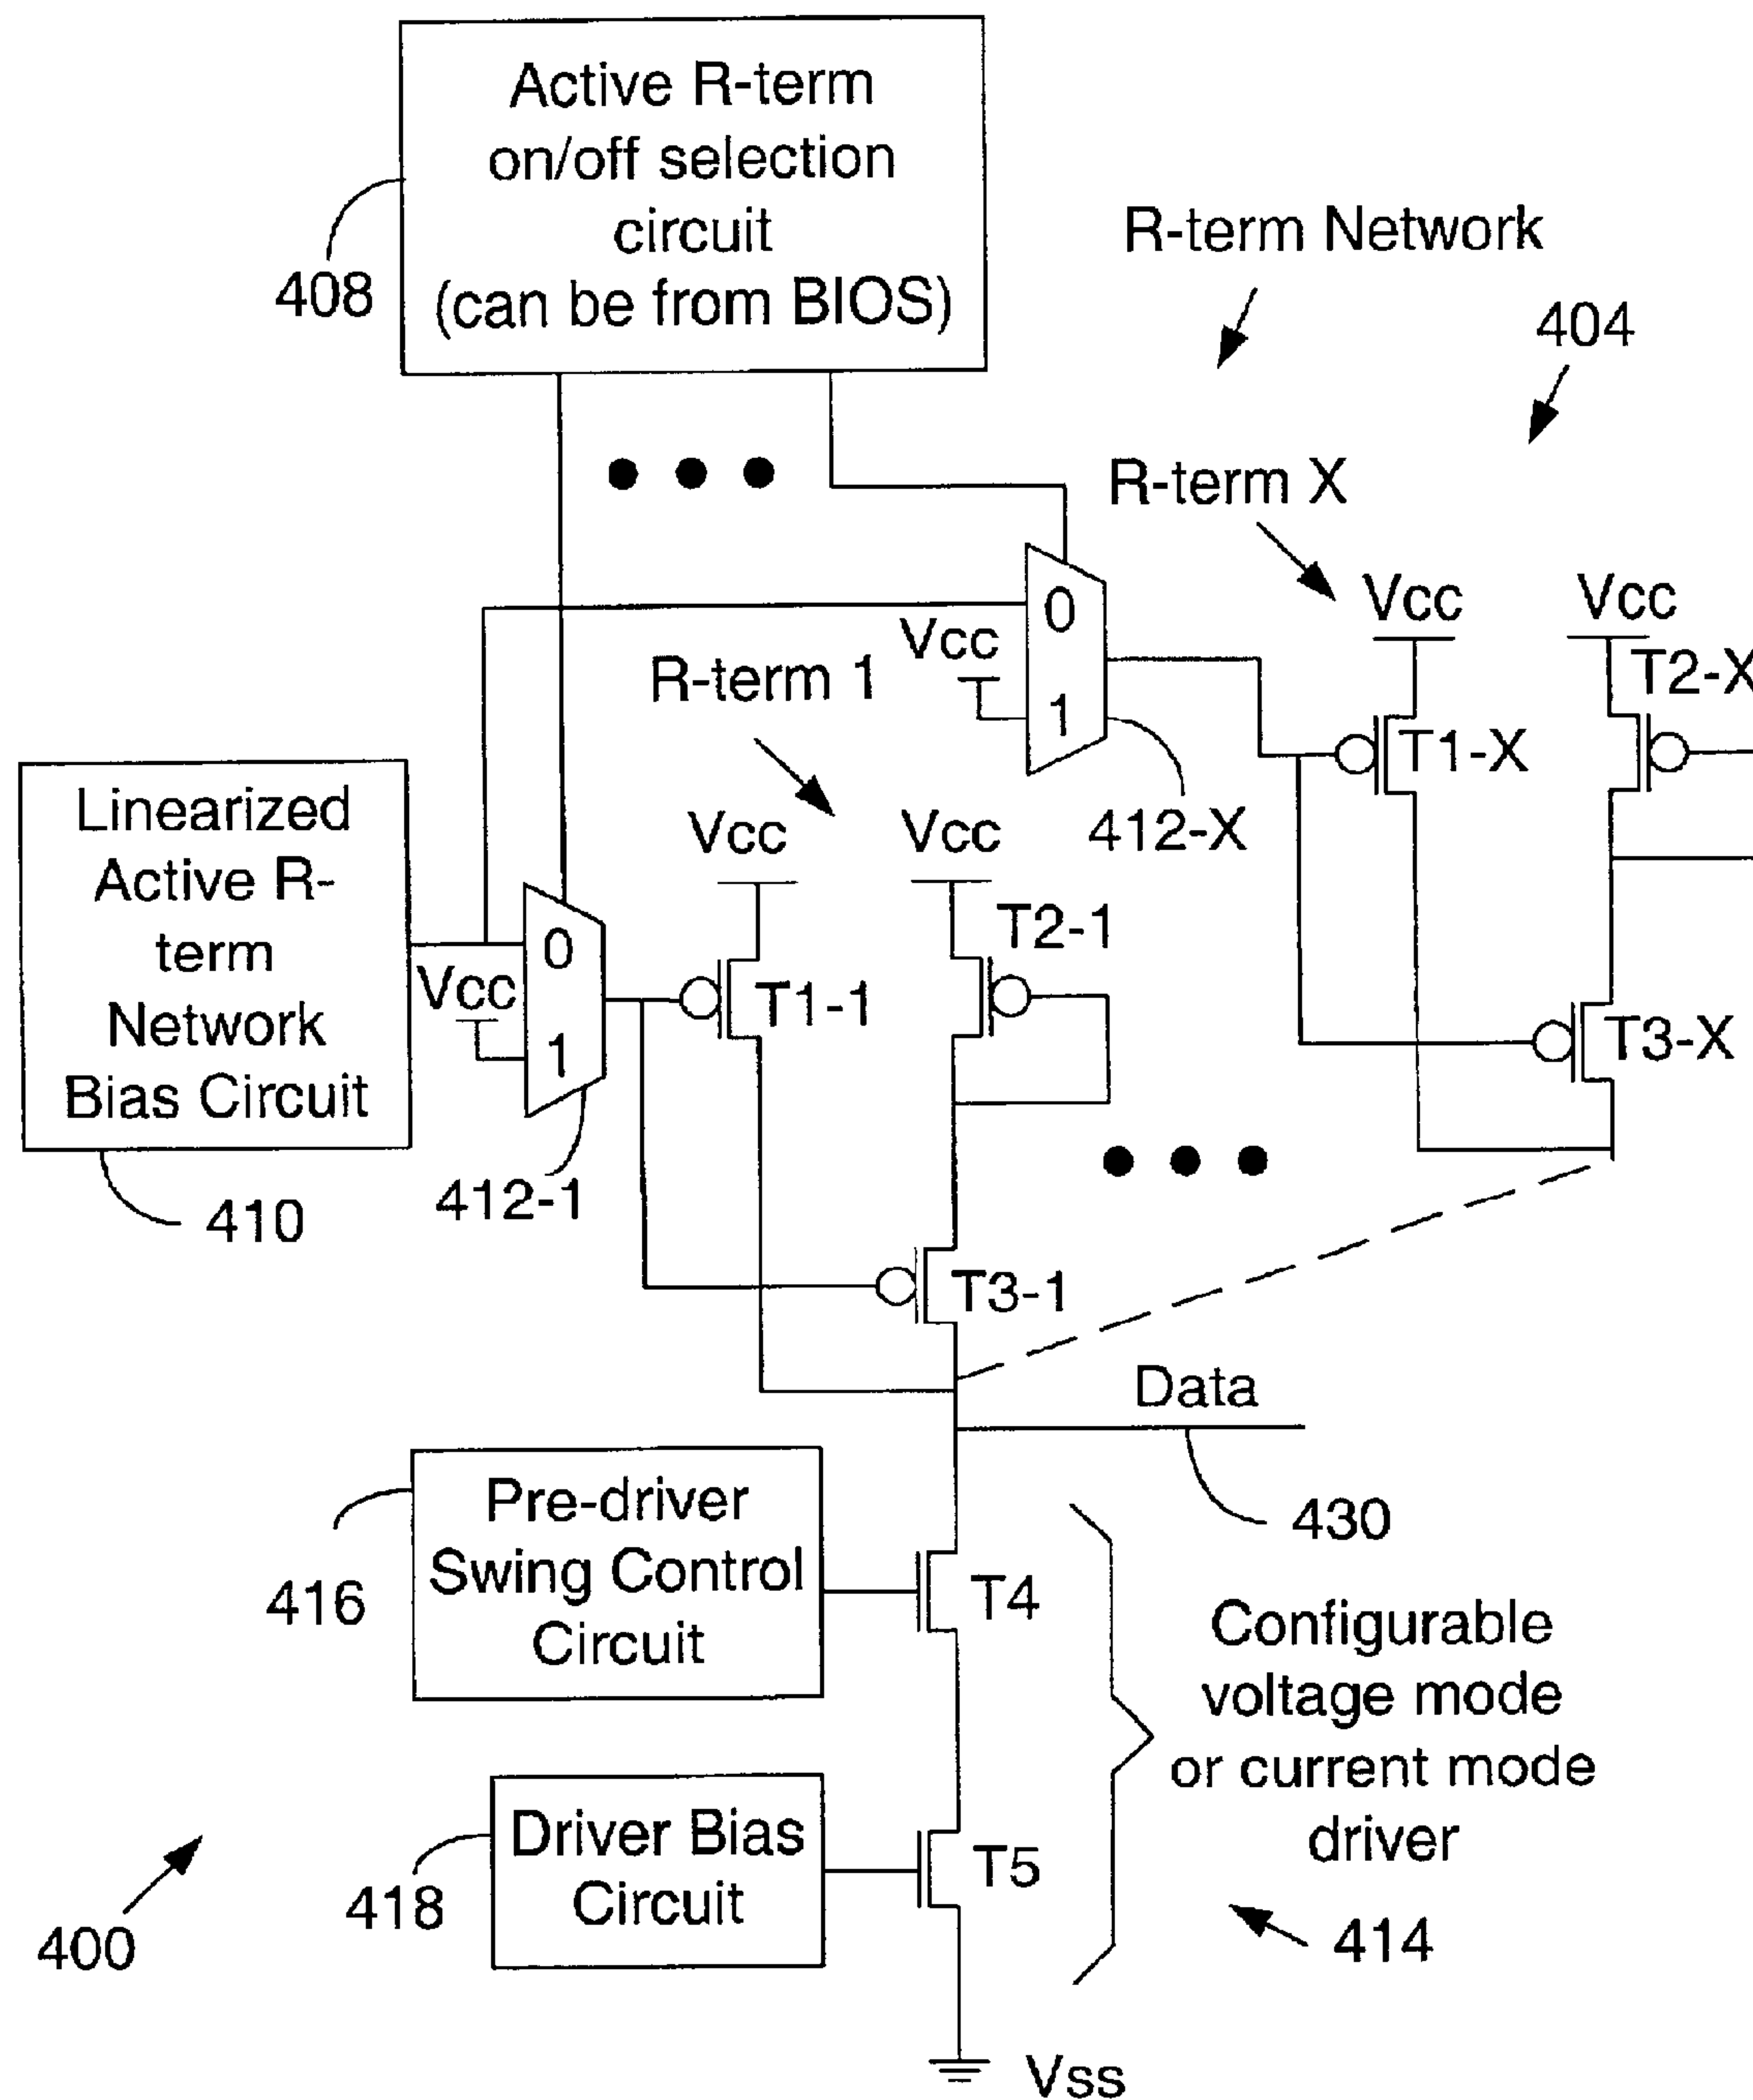 Active R-term
on/off selection
circuit
(can be from BIOS)
408
R-term Network
404
R-term X
Vcc
Vcc
T2-X
0
Vcc
1
T1-X
R-term 1
412-X
Linearized
Active R-
term
Network
Bias Circuit
410
Vcc
Vcc
T2-1
0
Vcc
1
T1-1
T3-X
412-1
T3-1
Data
430
Pre-driver
Swing Control
Circuit
416
T4
Configurable
voltage mode
or current mode
driver
414
Driver Bias
Circuit
418
T5
400
Vss